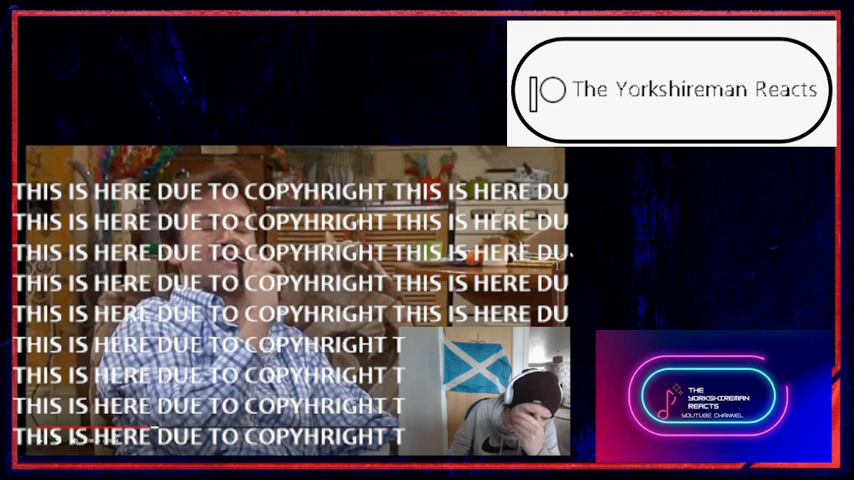 The Yorkshireman Reacts
THIS IS HERE DUE TO COPYHRIGHT THIS IS HERE DU
THIS IS HERE DUE TO COPYHRIGHT THIS IS HERE DU
THIS IS HERE DUE TO COPYHRIGHT THIS IS HERE DU
THIS IS HERE DUE TO COPYHRIGHT THIS IS HERE DU
THIS IS HERE DUE TO COPYHRIGHT THIS IS HERE DU
THIS IS HERE DUE TO COPYHRIGHT T
THIS IS HERE DUE TO COPYHRIGHT T
THIS IS HERE DUE TO COPYHRIGHT T
THIS IS HERE DUE TO COPYHRIGHT T
THE
YORKSHIREMAN
REACTS
YOUTUBE CHANNEL